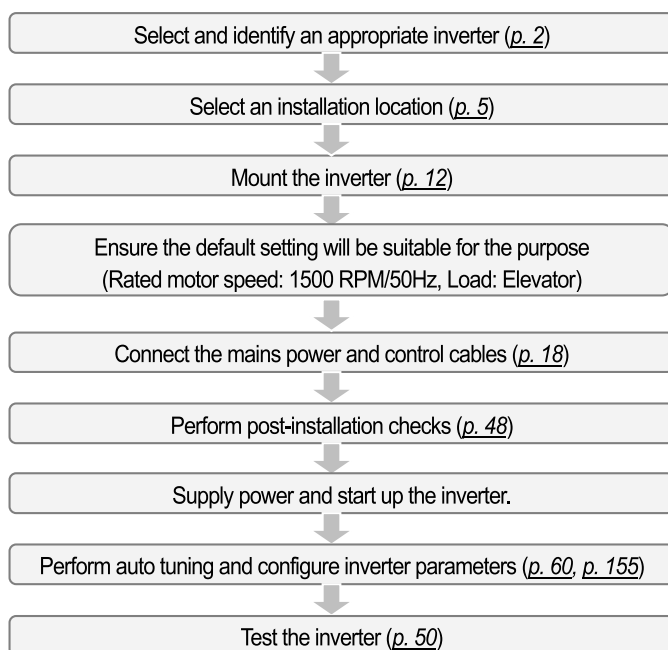 Select and identify an appropriate inverter (p. 2)
Select an installation location (p. 5)
Mount the inverter (p. 12)
Ensure the default setting will be suitable for the purpose
(Rated motor speed: 1500 RPM/50Hz, Load: Elevator)
Connect the mains power and control cables (p. 18)
Perform post-installation checks (p. 48)
Supply power and start up the inverter.
Perform auto tuning and configure inverter parameters (p. 60, p. 155)
Test the inverter (p. 50)